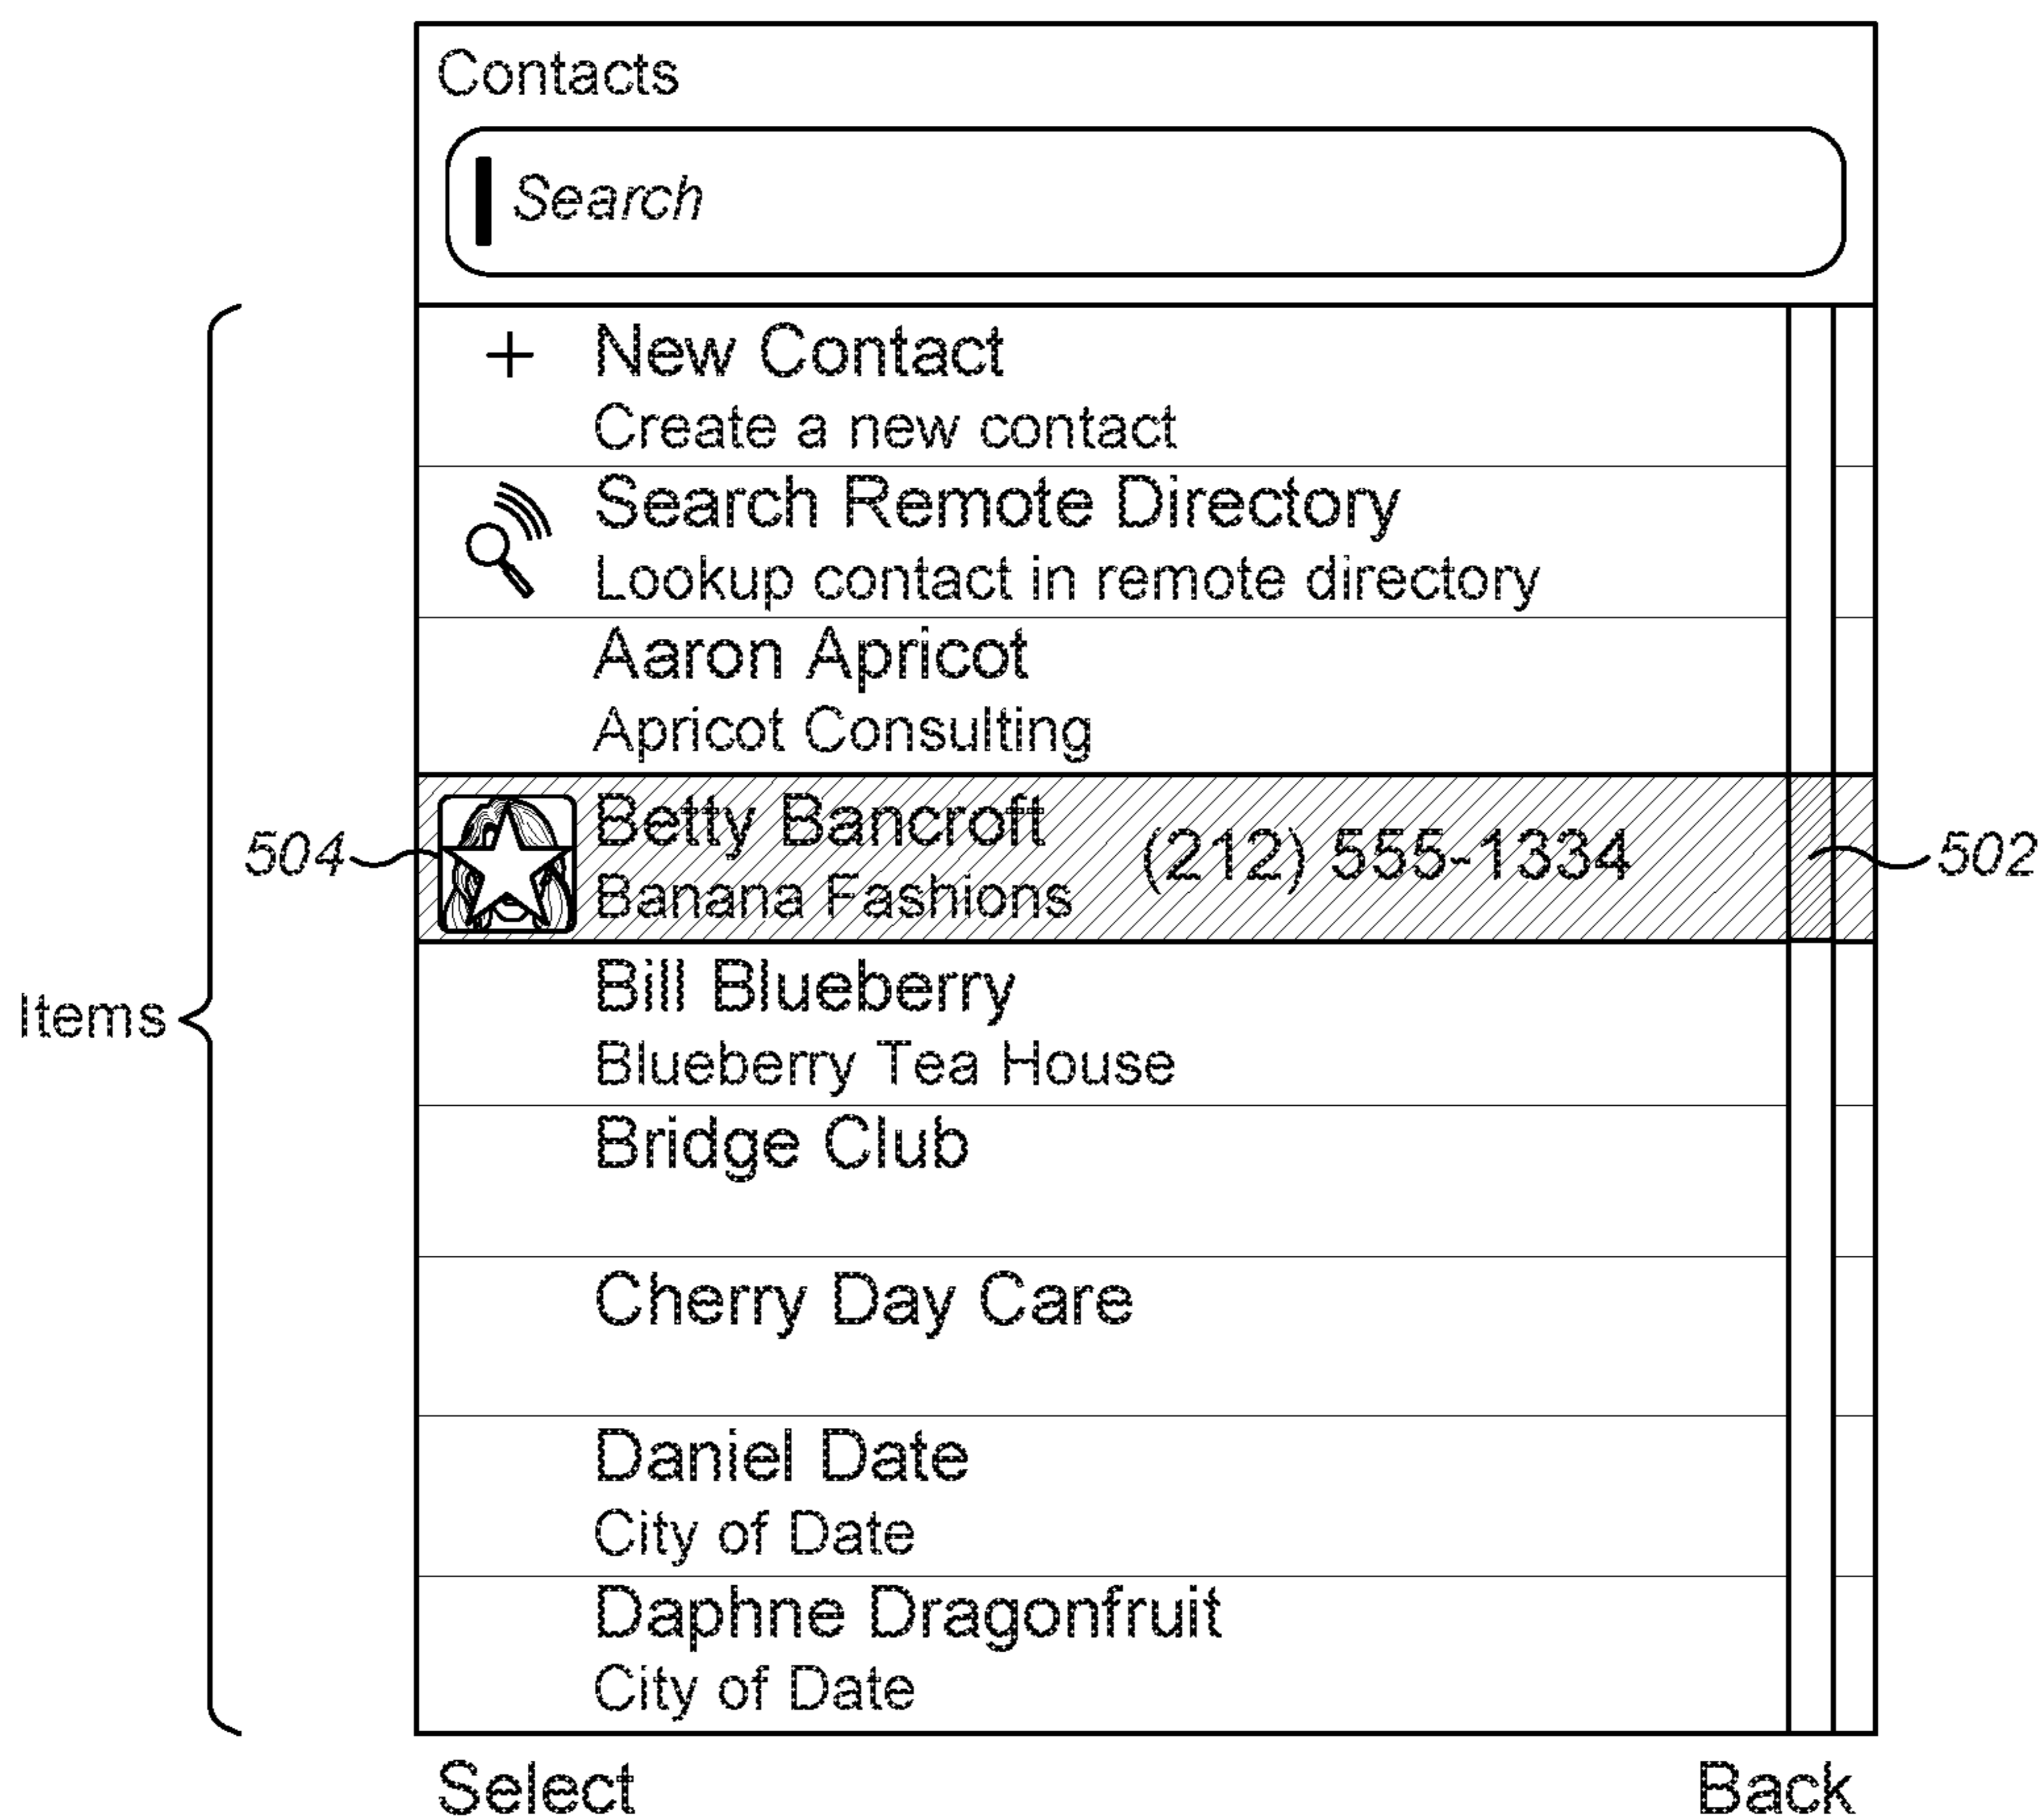 Contacts
Search
New Contact
Create a new contact
Search Remote Directory
Lookup contact in remote directory
Aaron Apricot
Apricot Consulting
504
Betty Bancroft
(212) 555-1334
Banana Fashions
502
Items
Bill Blueberry
Blueberry Tea House
Bridge Club
Cherry Day Care
Daniel Date
City of Date
Daphne Dragonfruit
City of Date
Select
Back